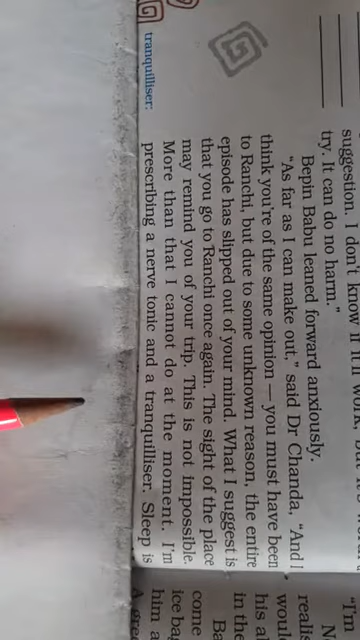 suggestion. I don't know if it'll work, but
try. It can do no harm."
Bepin Babu leaned forward anxiously.
"As far as I can make out," said Dr Chanda, "And I
think you're of the same opinion — you must have been
to Ranchi, but due to some unknown reason, the entire
episode has slipped out of your mind. What I suggest is
that you go to Ranchi once again. The sight of the place
may remind you of your trip. This is not impossible.
More than that I cannot do at the moment. I'm
prescribing a nerve tonic and a tranquilliser. Sleep is
tranquilliser:
"I'm
realis
woul
his a
in the
Ba
come
ice ba
him a
A gree